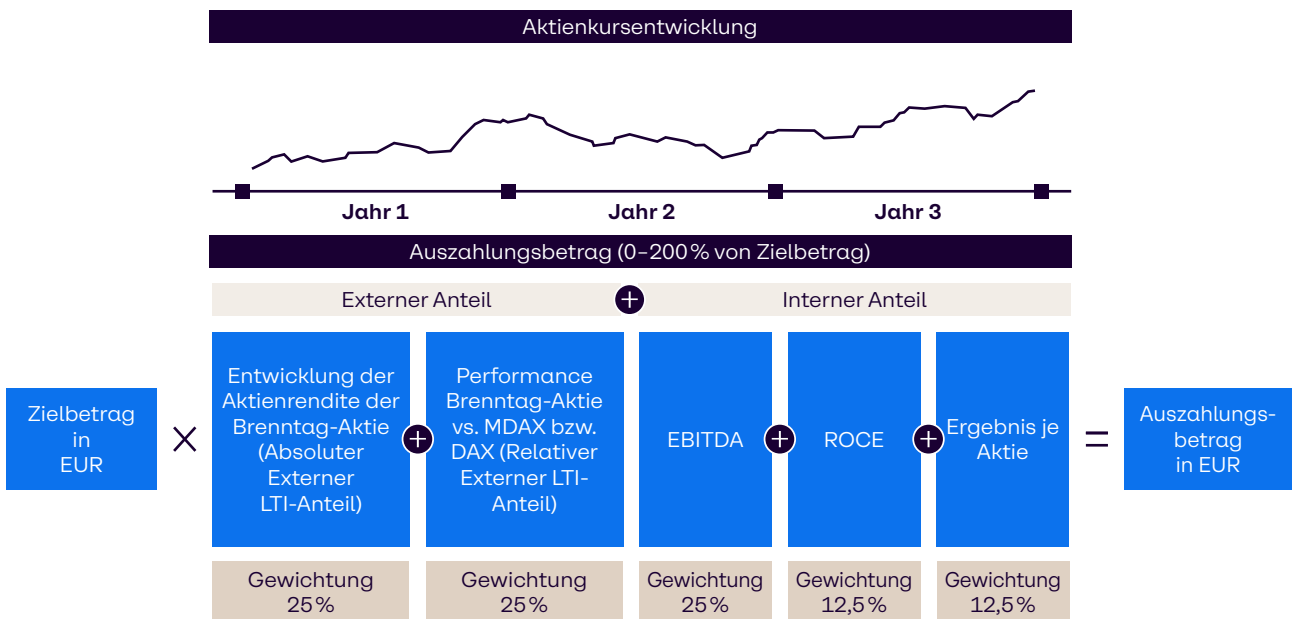 Aktienkursentwicklung
Jahr 1
Jahr 2
Jahr 3
Auszahlungsbetrag (0–200 % von Zielbetrag)
Externer Anteil
+
Interner Anteil
Zielbetrag
in
EUR
×
Entwicklung der
Aktienrendite der
Brenntag-Aktie
(Absoluter
Externer
LTI-Anteil)
+
Performance
Brenntag-Aktie
vs. MDAX bzw.
DAX (Relativer
Externer LTI-
Anteil)
EBITDA
+
ROCE
+
Ergebnis je
Aktie
=
Auszahlungs-
betrag
in EUR
Gewichtung
25 %
Gewichtung
25 %
Gewichtung
25 %
Gewichtung
12,5 %
Gewichtung
12,5 %